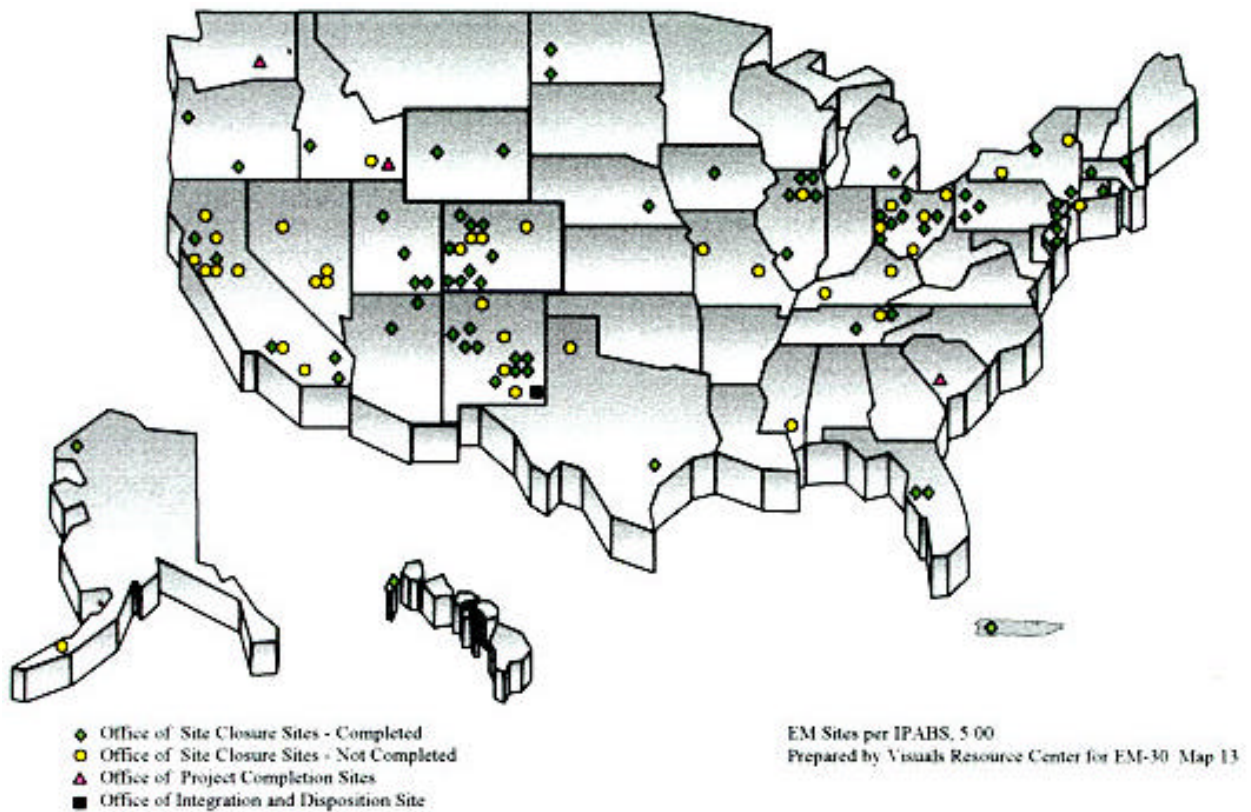 Office of Site Closure Sites - Completed
Office of Site Closure Sites - Not Completed
Office of Project Completion Sites
Office of Integration and Disposition Site
EM Sites per IPABS, 5 00
Prepared by Visuals Resource Center for EM-30 Map 13